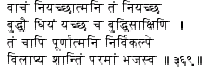 वाचं नियच्छात्मनि तं नियच्छ
बुद्धौ धियं यच्छ च बुद्धिसाक्षिणि ।
तं चापि पूर्णात्मनि निर्विकल्पे
विलाप्य शान्तिं परमां भजस्व ॥ ३६९ ॥